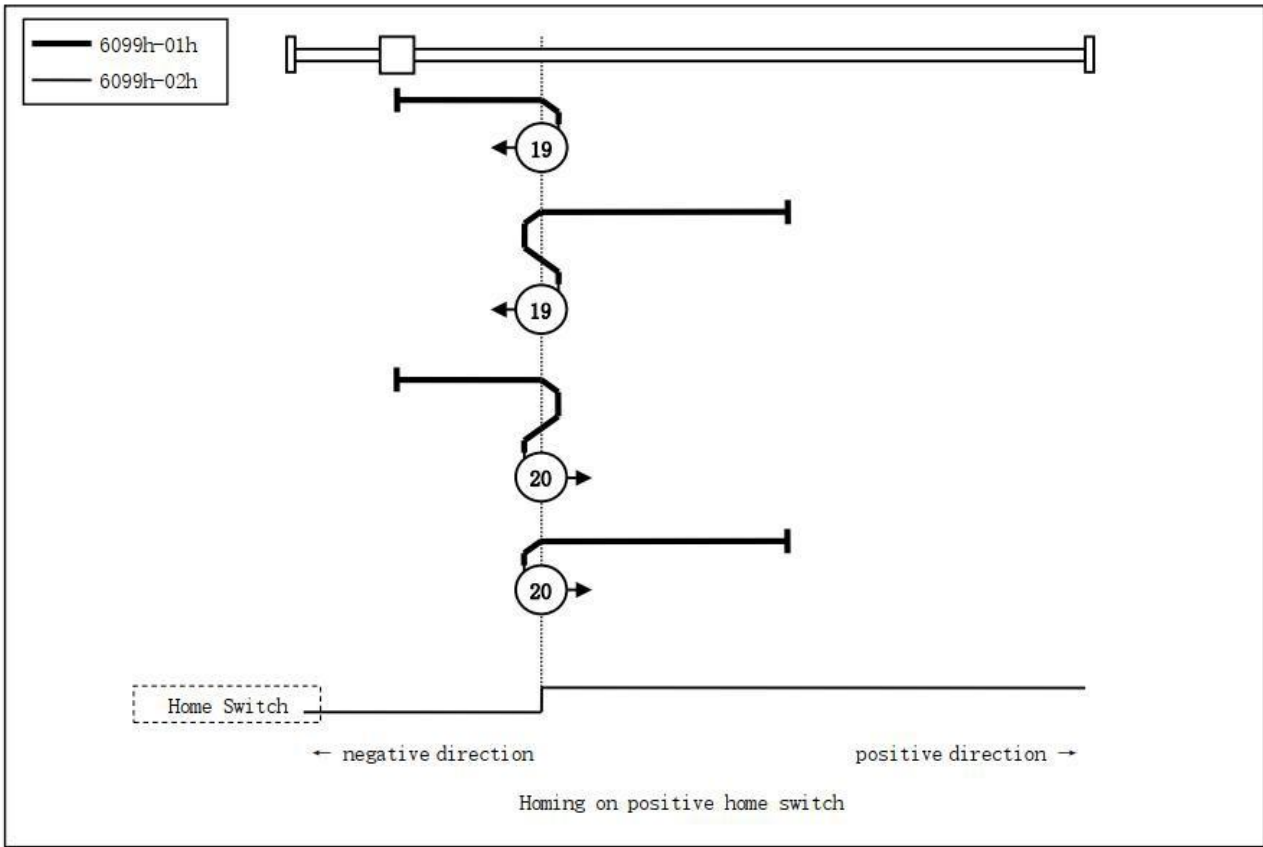 6099h-01h
6099h-02h
19
19
20
20
Home Switch
← negative direction
positive direction →
Homing on positive home switch